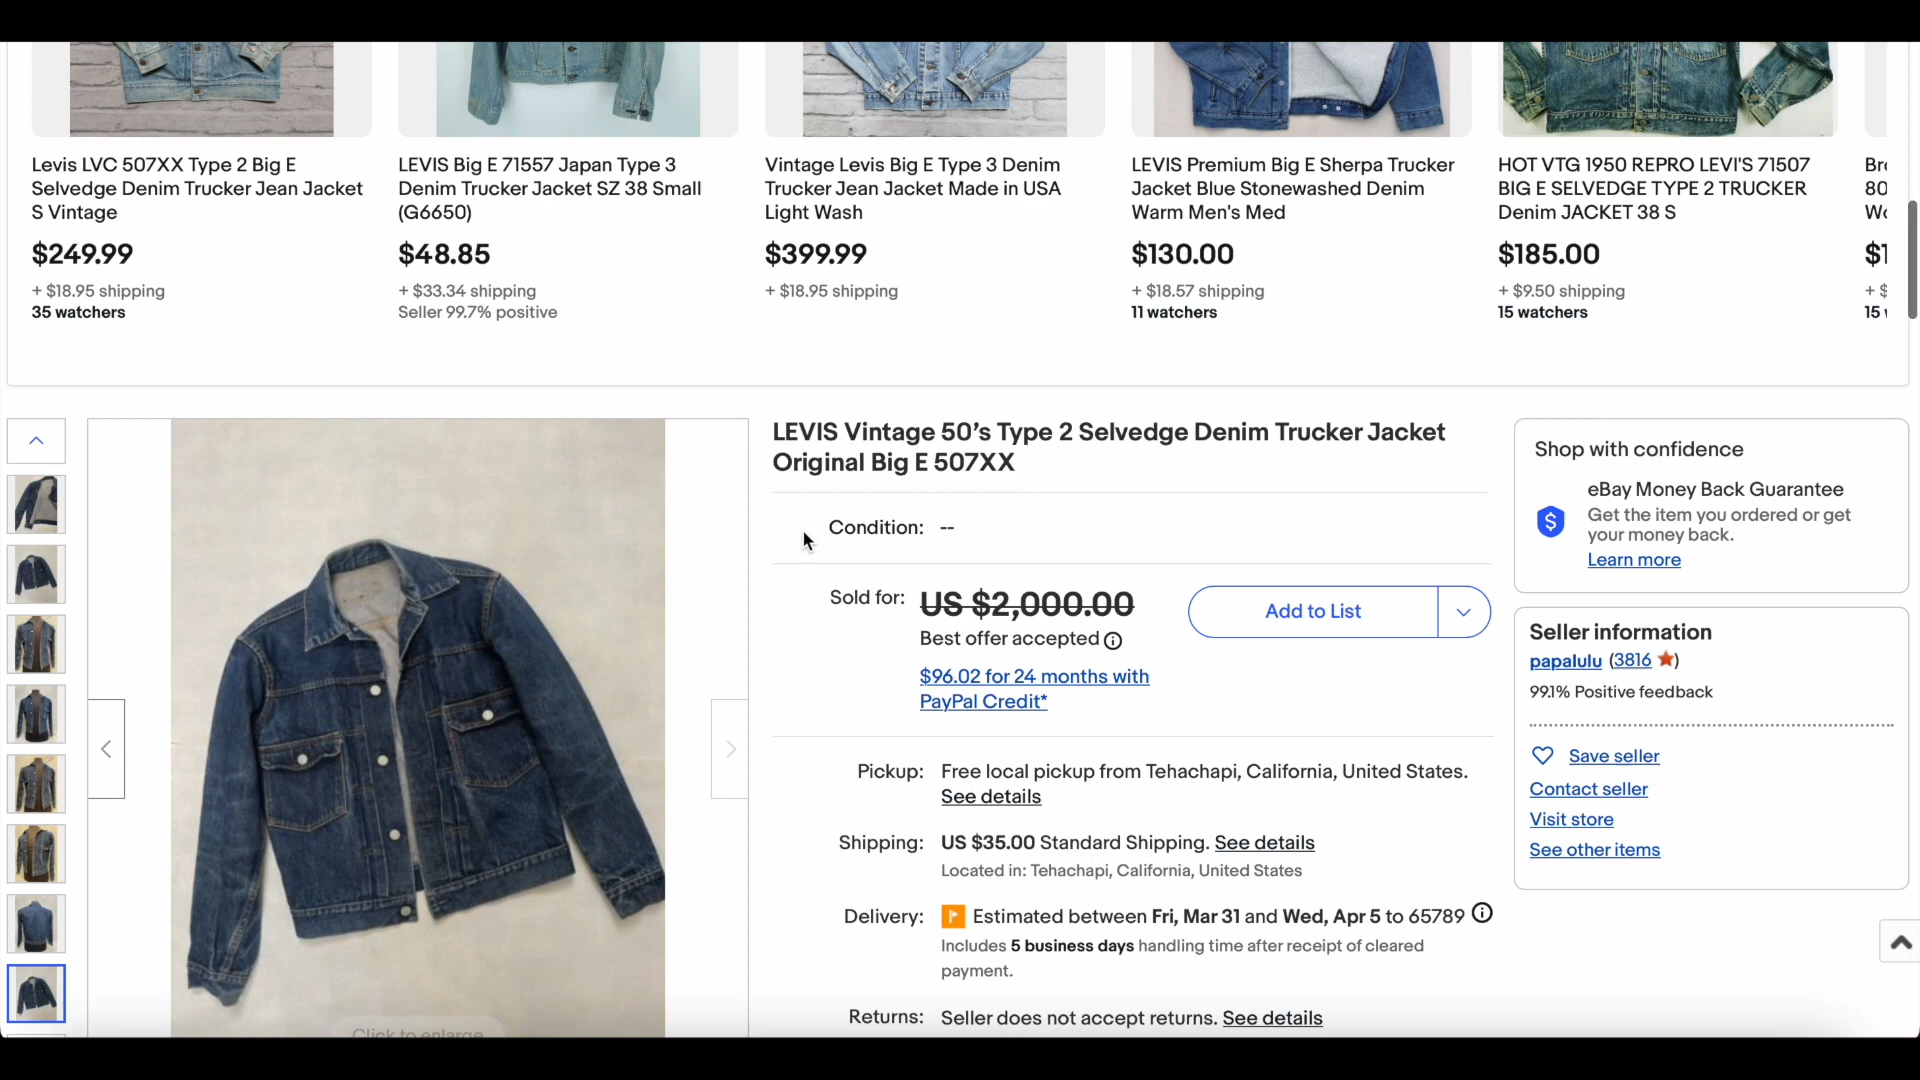 Levis LVC 507XX Type 2 Big E
Selvedge Denim Trucker Jean Jacket
S Vintage
$249.99
+ $18.95 shipping
35 watchers
LEVIS Big E 71557 Japan Type 3
Denim Trucker Jacket SZ 38 Small
(G6650)
$48.85
+ $33.34 shipping
Seller 99.7% positive
Vintage Levis Big E Type 3 Denim
Trucker Jean Jacket Made in USA
Light Wash
$399.99
+ $18.95 shipping
LEVIS Premium Big E Sherpa Trucker
Jacket Blue Stonewashed Denim
Warm Men's Med
$130.00
+ $18.57 shipping
11 watchers
HOT VTG 1950 REPRO LEVI'S 71507
BIG E SELVEDGE TYPE 2 TRUCKER
Denim JACKET 38 S
$185.00
+ $9.50 shipping
15 watchers
80
+ $
15
LEVIS Vintage 50’s Type 2 Selvedge Denim Trucker Jacket
Original Big E 507XX
Condition: --
Sold for: US $2,000.00
Best offer accepted
$96.02 for 24 months with
PayPal Credit*
Add to List
Pickup: Free local pickup from Tehachapi, California, United States.
See details
Shipping: US $35.00 Standard Shipping. See details
Located in: Tehachapi, California, United States
Delivery: Estimated between Fri, Mar 31 and Wed, Apr 5 to 65789
Includes 5 business days handling time after receipt of cleared
payment.
Returns: Seller does not accept returns. See details
Click to enlarge
Shop with confidence
eBay Money Back Guarantee
Get the item you ordered or get
your money back.
Learn more
Seller information
papalulu (3816)
99.1% Positive feedback
Save seller
Contact seller
Visit store
See other items